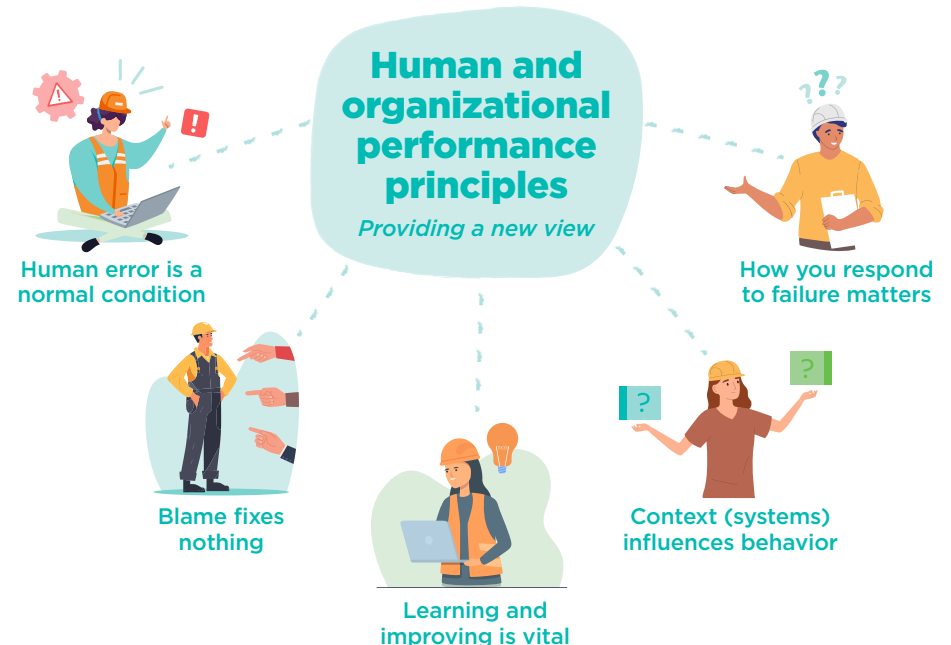 Human and
organizational
performance
principles
Providing a new view
!
!
? ? ?
Human error is a
normal condition
How you respond
to failure matters
?
?
Blame fixes
nothing
Context (systems)
influences behavior
Learning and
improving is vital